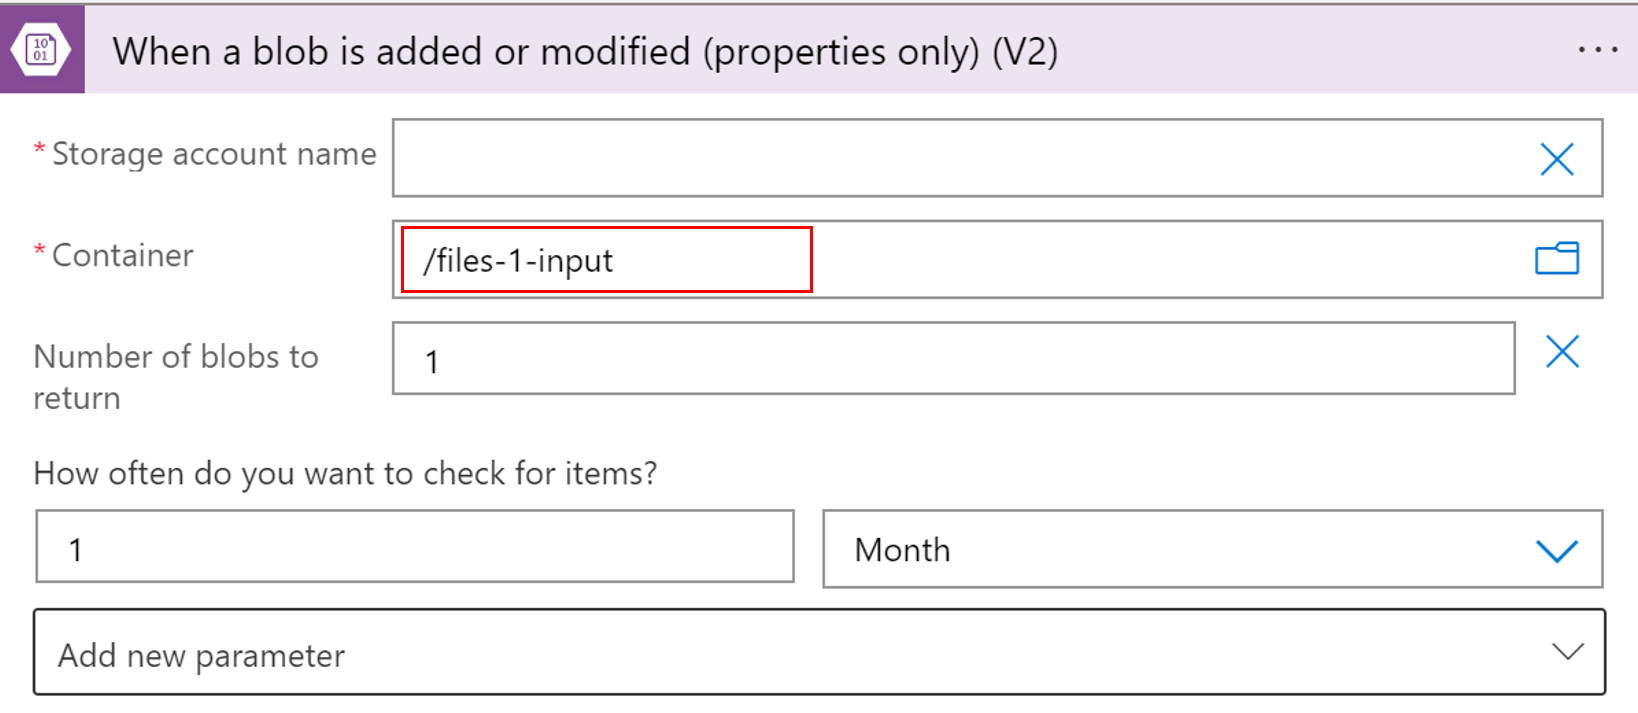 10
01
When a blob is added or modified (properties only) (V2)
* Storage account name
* Container
/files-1-input
Number of blobs to
return
1
How often do you want to check for items?
1
Month
Add new parameter